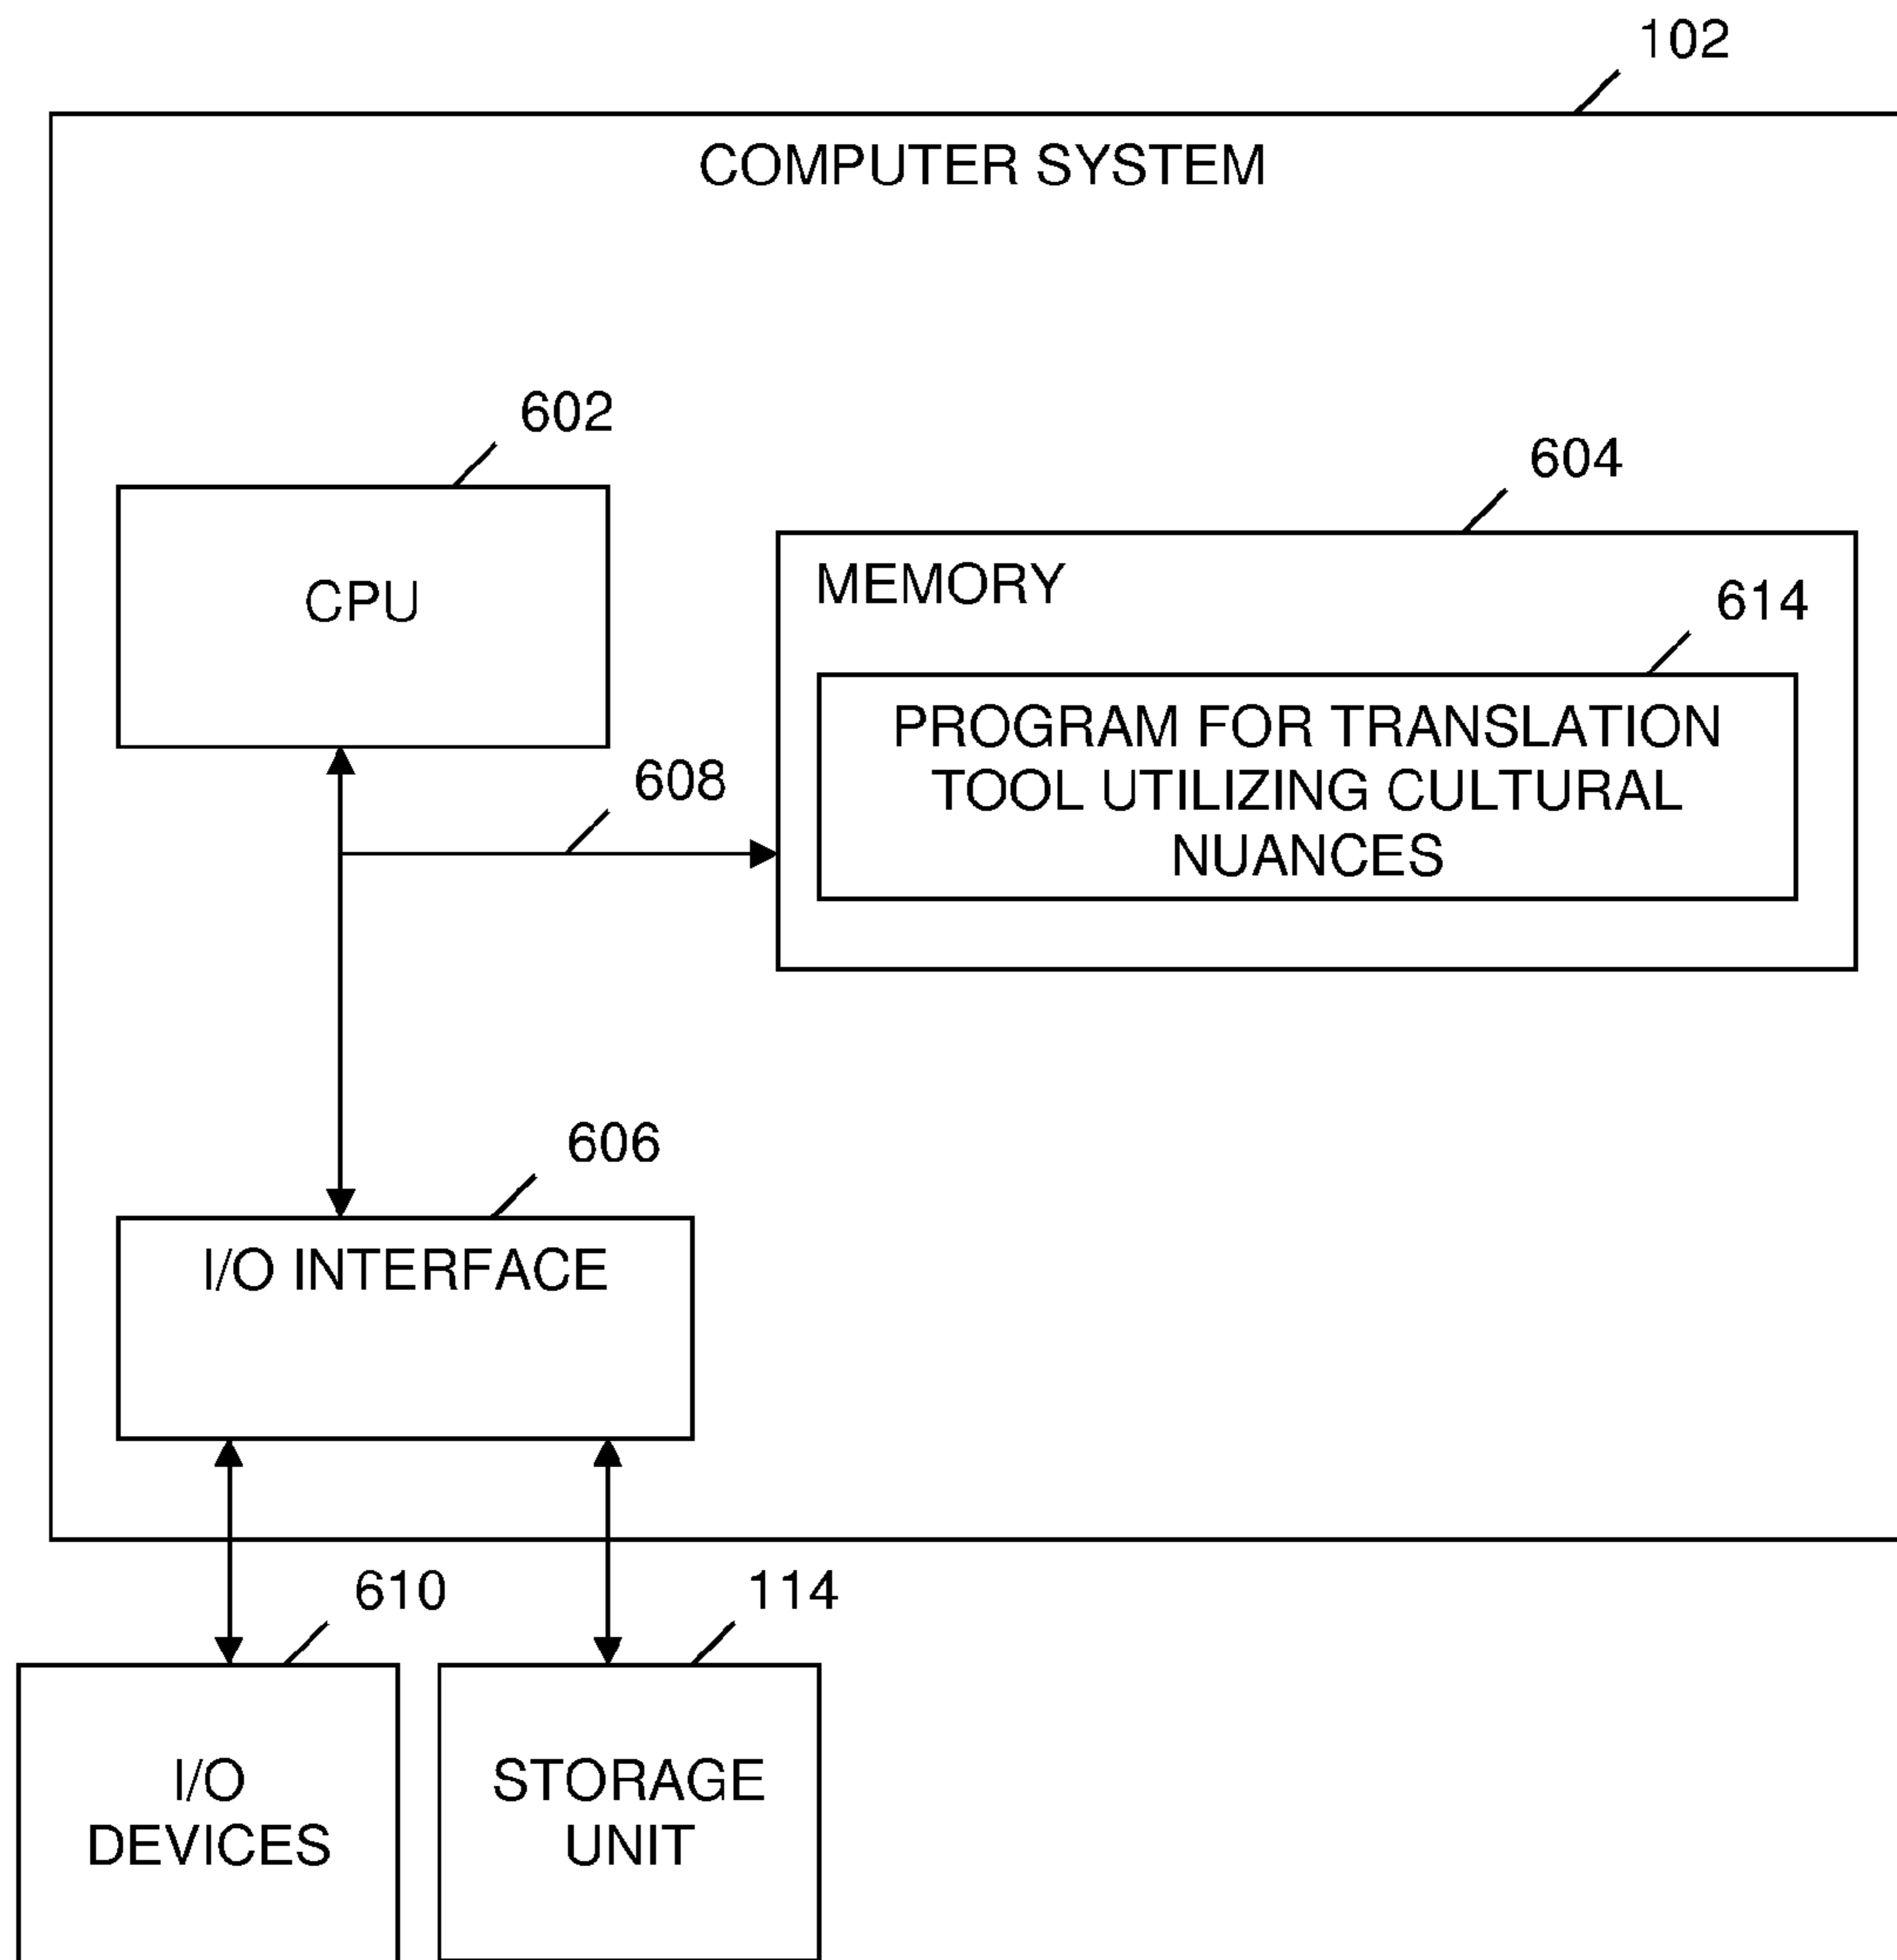 102
COMPUTER SYSTEM
602
CPU
604
MEMORY
614
PROGRAM FOR TRANSLATION
TOOL UTILIZING CULTURAL
NUANCES
608
606
I/O INTERFACE
610
I/O
DEVICES
114
STORAGE
UNIT